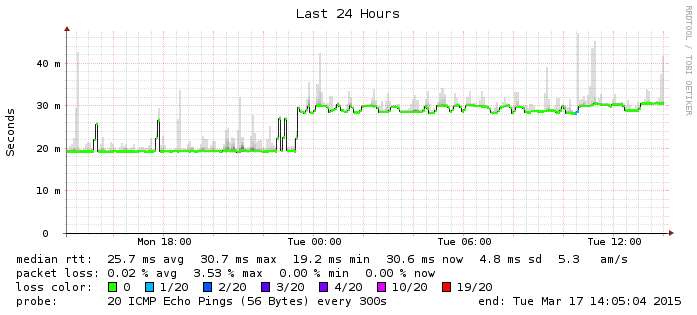 Last 24 Hours
RRDTOOL / TOBI OETIKER
Seconds
40 m
30 m
20 m
10 m
0
Mon 18:00 Tue 00:00 Tue 06:00 Tue 12:00
median rtt: 25.7 ms avg 30.7 ms max 19.2 ms min 30.6 ms now 4.8 ms sd 5.3 am/s
packet loss: 0.02 % avg 3.53 % max 0.00 % min 0.00 % now
loss color: 0 1/20 2/20 3/20 4/20 10/20 19/20
probe: 20 ICMP Echo Pings (56 Bytes) every 300s end: Tue Mar 17 14:05:04 2015